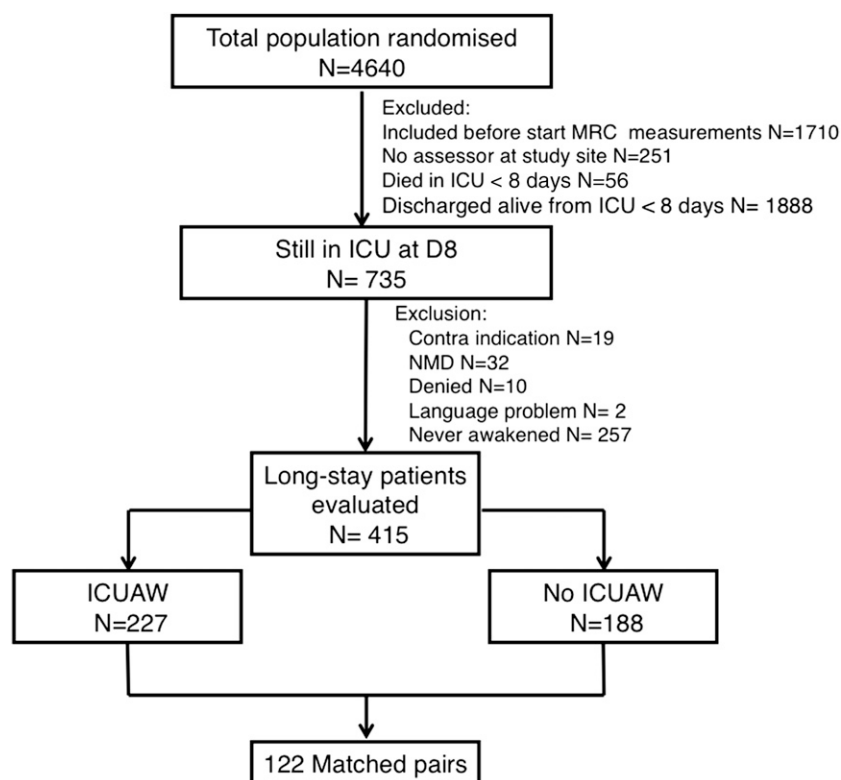 Total population randomised
N=4640
Excluded:
Included before start MRC measurements N=1710
No assessor at study site N=251
Died in ICU < 8 days N=56
Discharged alive from ICU < 8 days N= 1888
Still in ICU at D8
N= 735
Exclusion:
Contra indication N=19
NMD N=32
Denied N=10
Language problem N= 2
Never awakened N= 257
Long-stay patients
evaluated
N= 415
ICUAW
N=227
No ICUAW
N=188
122 Matched pairs